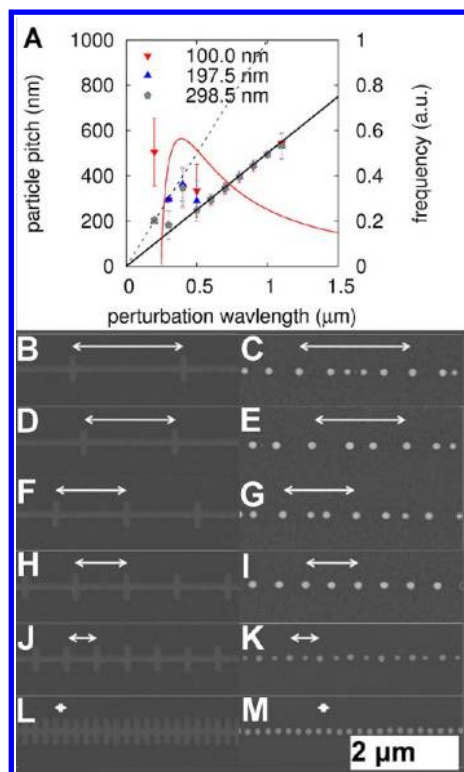 A
1000
800
600
400
200
0
particle pitch
(nm)
100.0 nm
197.5 nm
298.5 nm
1
0.8
0.6
0.4
0.2
0
frequency (a.u.)
0 0.5 1.0 1.5
perturbation wavlength (μm)
B C
D E
F G
H I
J K
L M
2 μm